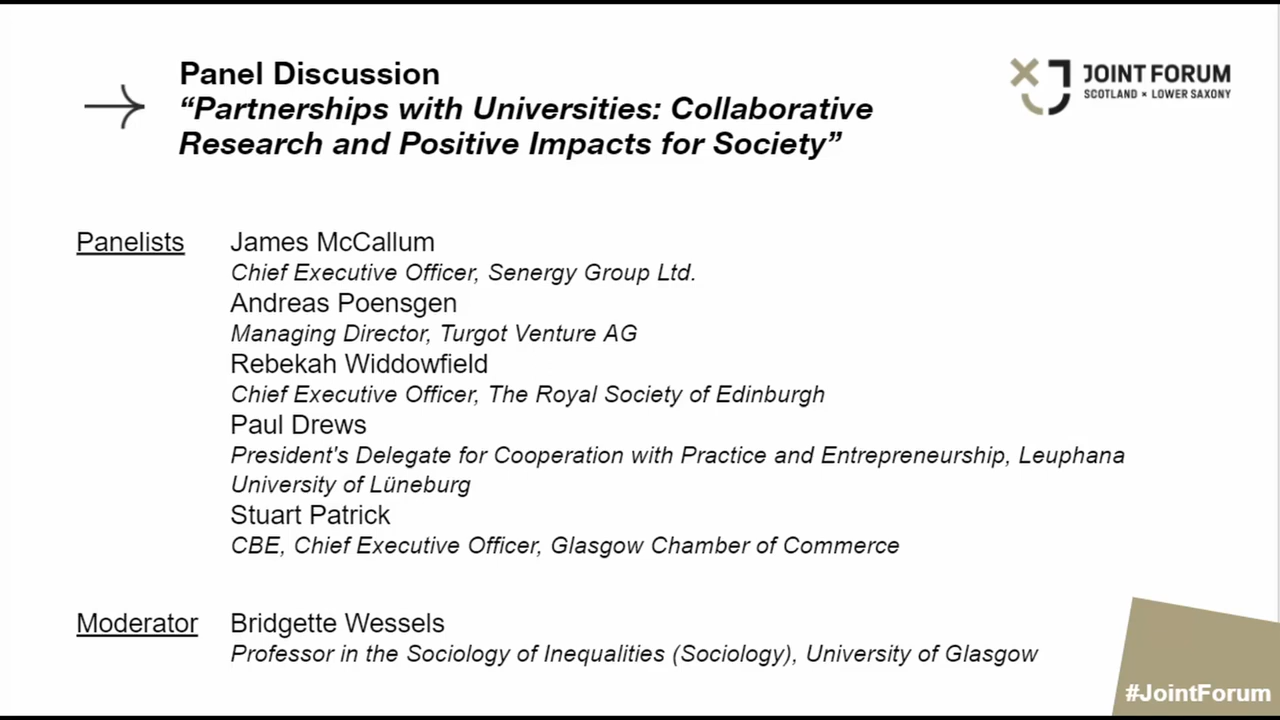 Panel Discussion
“Partnerships with Universities: Collaborative
Research and Positive Impacts for Society”
JOINT FORUM
SCOTLAND × LOWER SAXONY
Panelists
James McCallum
Chief Executive Officer, Senergy Group Ltd.
Andreas Poensgen
Managing Director, Turgot Venture AG
Rebekah Widdowfield
Chief Executive Officer, The Royal Society of Edinburgh
Paul Drews
President's Delegate for Cooperation with Practice and Entrepreneurship, Leuphana
University of Lüneburg
Stuart Patrick
CBE, Chief Executive Officer, Glasgow Chamber of Commerce
Moderator
Bridgette Wessels
Professor in the Sociology of Inequalities (Sociology), University of Glasgow
#JointForum